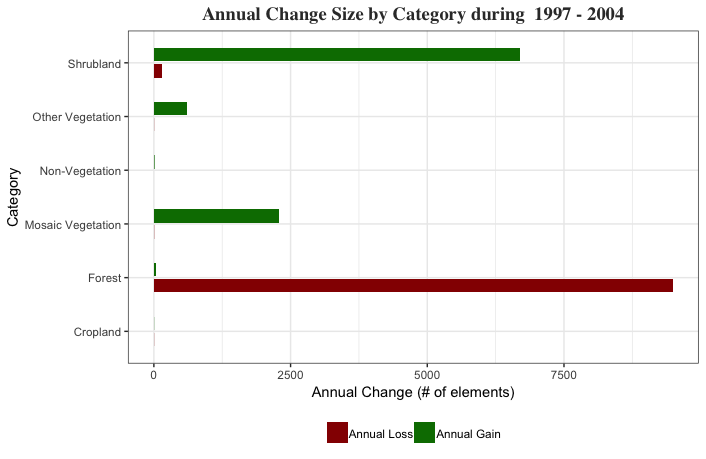 Annual Change Size by Category during  1997 - 2004
Category
Shrubland
Other Vegetation
Non-Vegetation
Mosaic Vegetation
Forest
Cropland
0 2500 5000 7500
Annual Change (# of elements)
Annual Loss Annual Gain